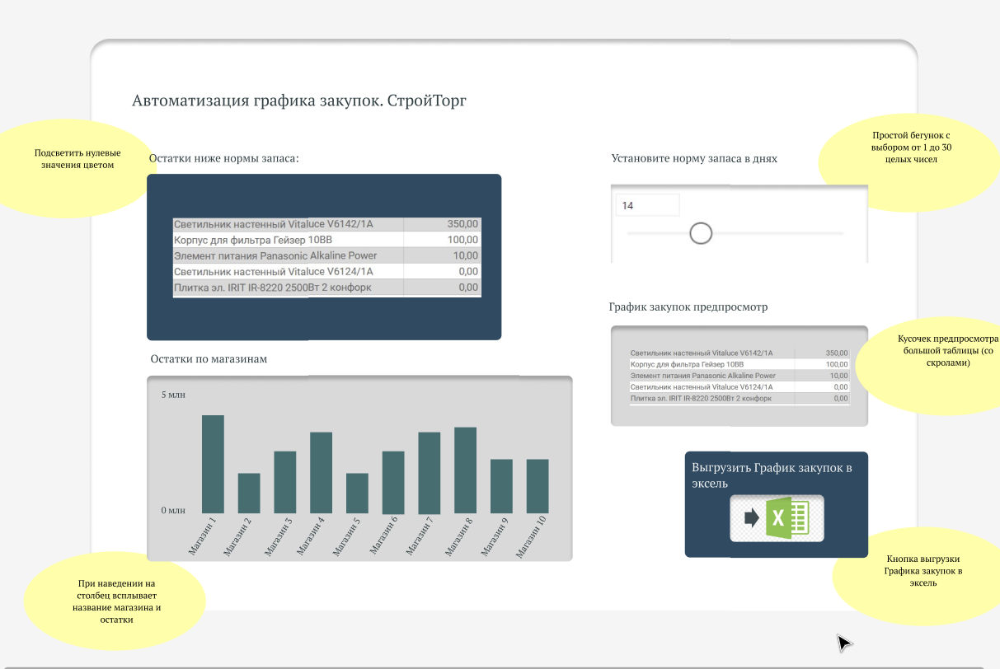 Автоматизация графика закупок. СтройТорг
Подсветить нулевые
значения цветом
Остатки ниже нормы запаса:
Светильник настенный Vitaluce V6142/1A 350,00
Корпус для фильтра Гейзер 10ВВ 100,00
Элемент питания Panasonic Alkaline Power 10,00
Светильник настенный Vitaluce V6124/1A 0,00
Плитка эл. IRIT IR-8220 2500Вт 2 конфорк 0,00
Установите норму запаса в днях
14
Простой бегунок с
выбором от 1 до 30
целых чисел
График закупок предпросмотр
Светильник настенный Vitaluce V6142/1A 350,00
Корпус для фильтра Гейзер 10ВВ 100,00
Элемент питания Panasonic Alkaline Power 10,00
Светильник настенный Vitaluce V6124/1A 0,00
Плитка эл. IRIT IR-8220 2500Вт 2 конфорк 0,00
Кусочек предпросмотра
большой таблицы (со
скролами)
Остатки по магазинам
5 млн
0 млн
Магазин 1
Магазин 2
Магазин 3
Магазин 4
Магазин 5
Магазин 6
Магазин 7
Магазин 8
Магазин 9
Магазин 10
При наведении на
столбец всплывает
название магазина и
остатки
Выгрузить График закупок в
эксель
X
Кнопка выгрузки
Графика закупок в
эксель